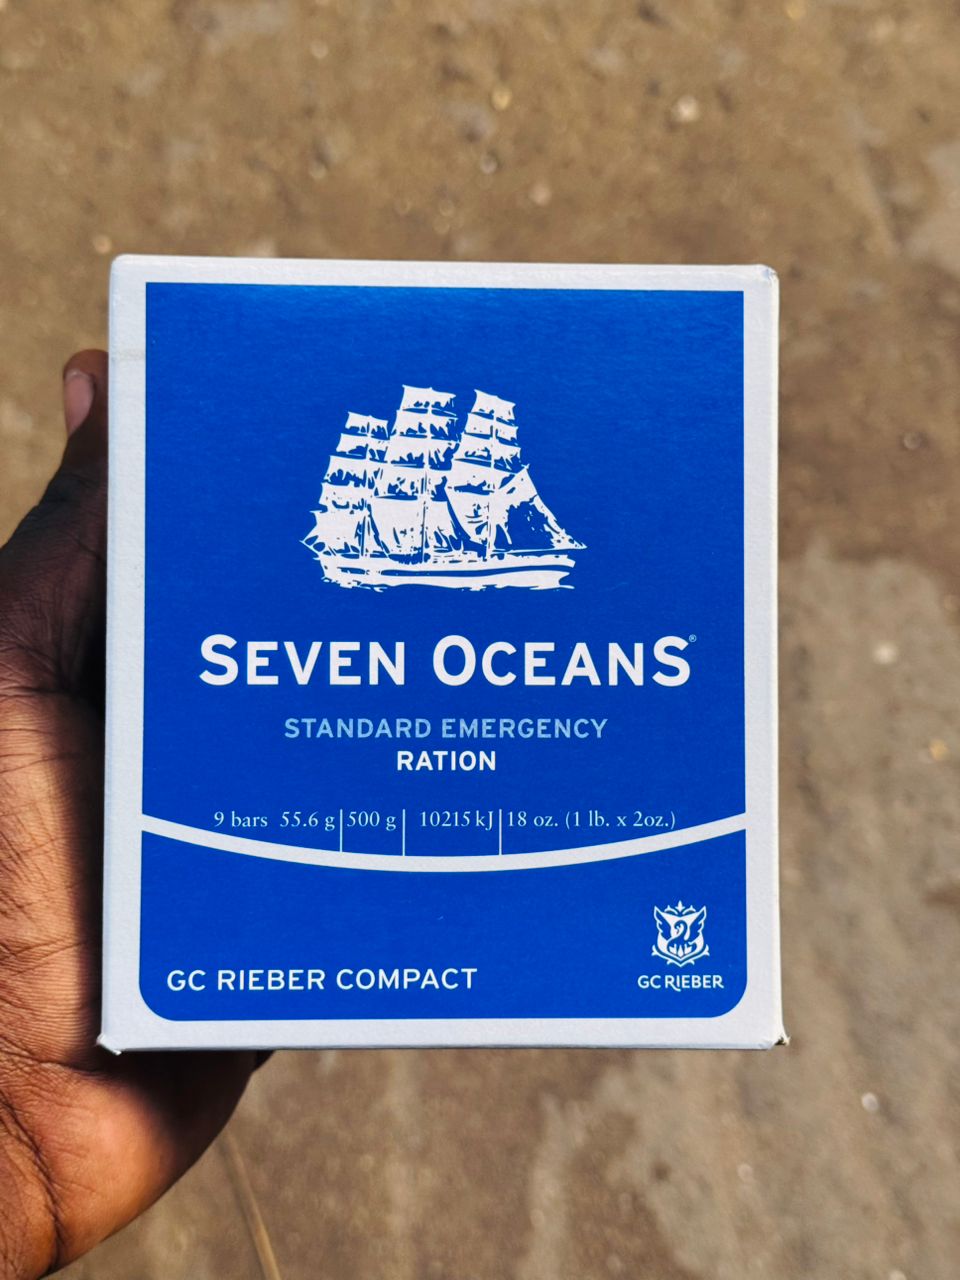 SEVEN OCEANS®
STANDARD EMERGENCY
RATION
9 bars 55.6 g | 500 g | 10215 kJ | 18 oz. (1 lb. x 2oz.)
GC RIEBER COMPACT
GC RIEBER